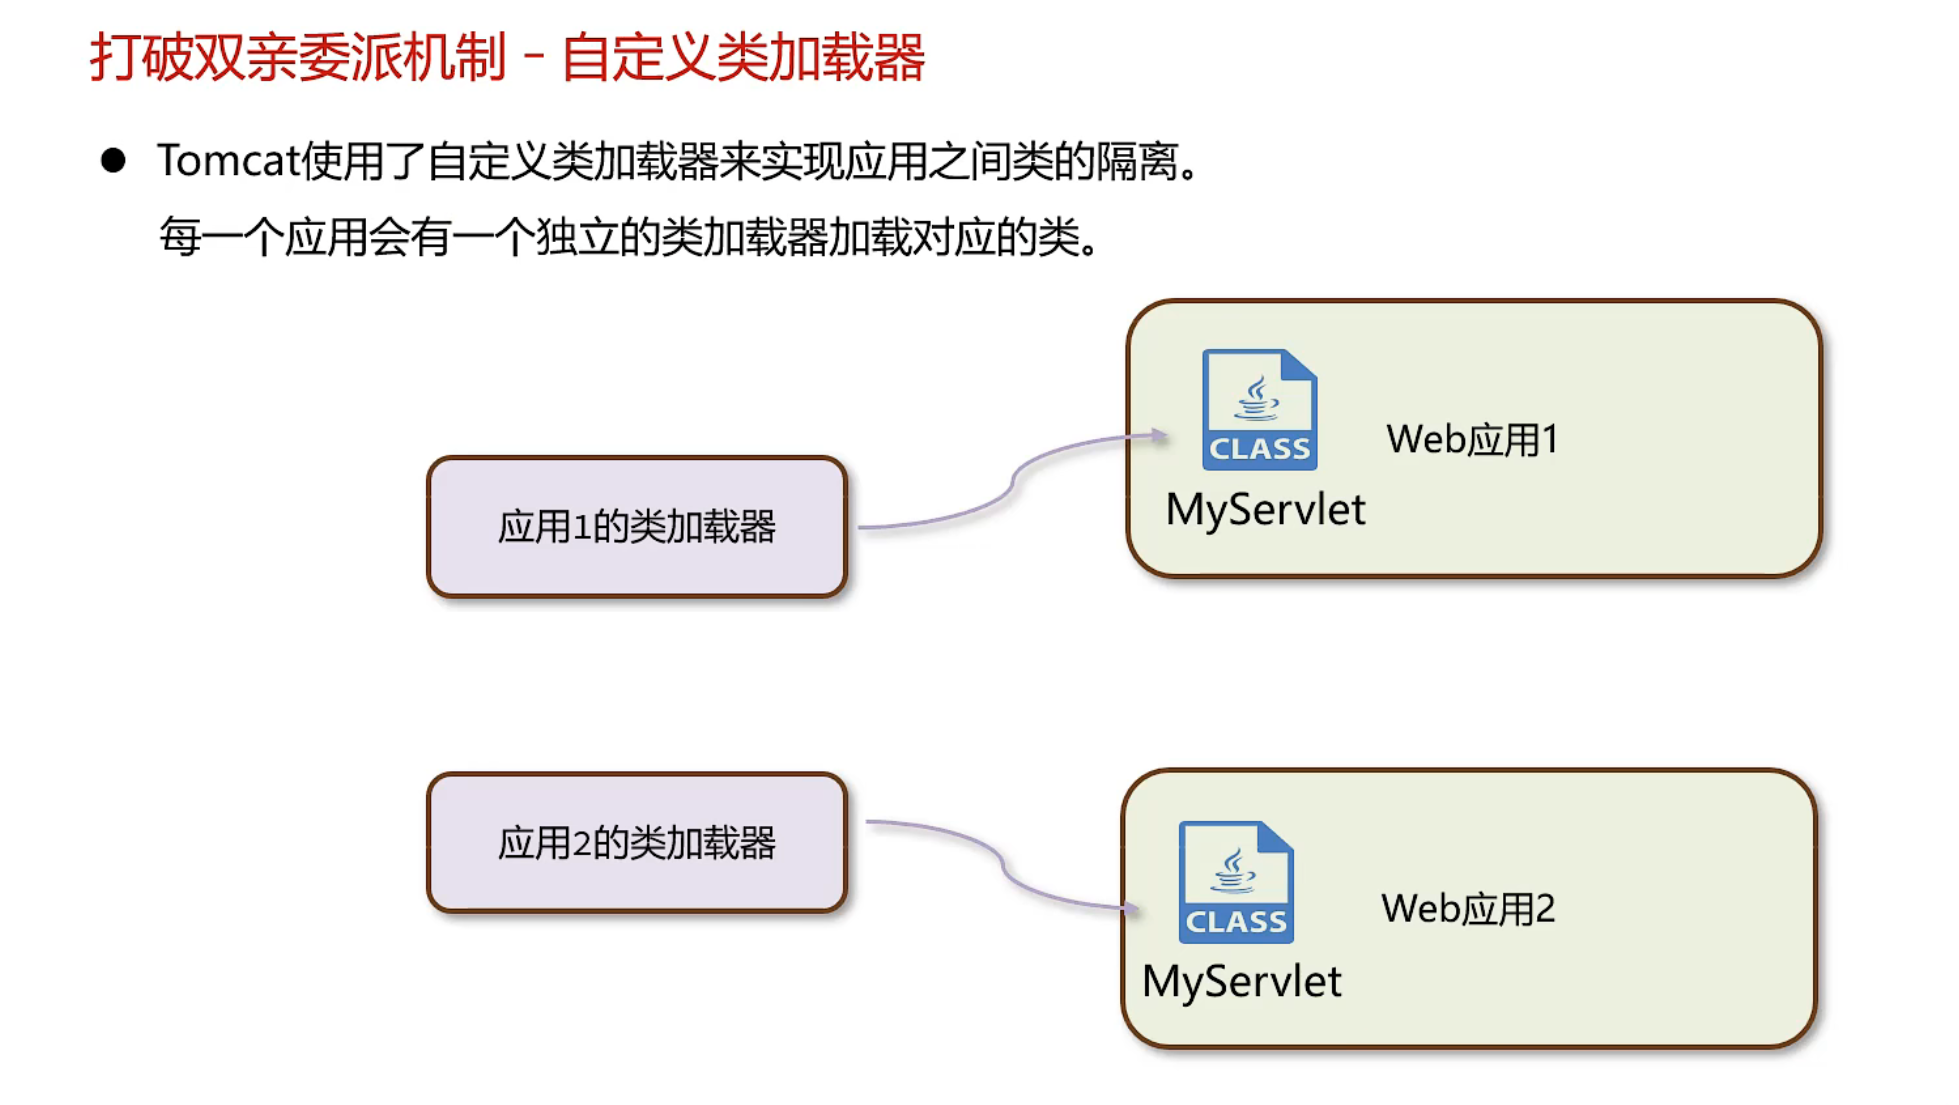 打破双亲委派机制 - 自定义类加载器
Tomcat使用了自定义类加载器来实现应用之间类的隔离。
每一个应用会有一个独立的类加载器加载对应的类。
CLASS
Web应用1
MyServlet
应用1的类加载器
应用2的类加载器
CLASS
Web应用2
MyServlet